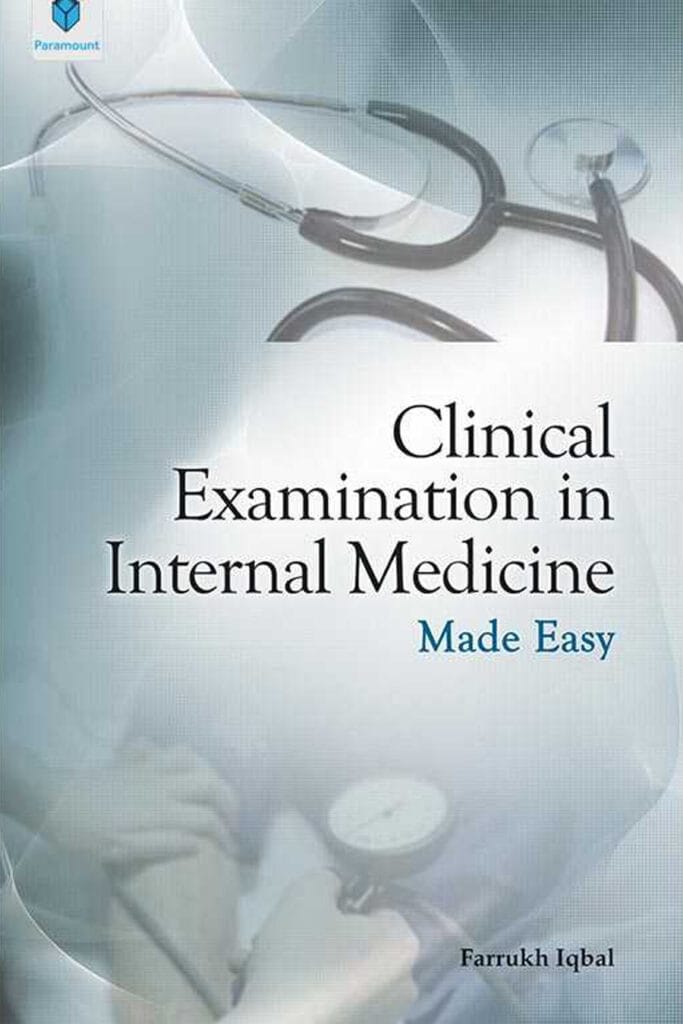 Paramount
Clinical
Examination in
Internal Medicine
Made Easy
Farrukh Iqbal